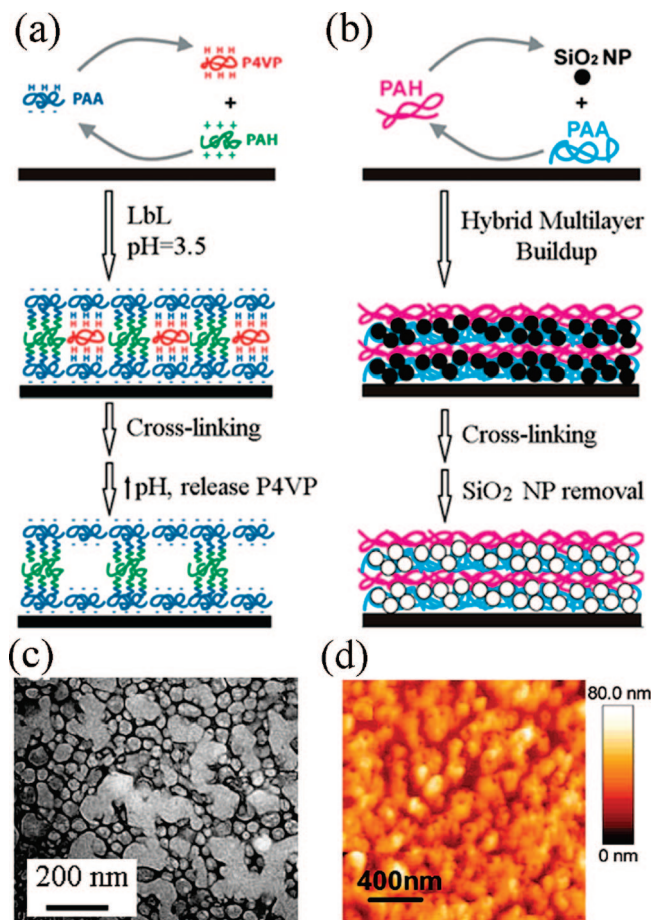 (a)
H H H
P4VP
H H H
H H H
PAA
- - -
+
+ + +
PAH
+ + +
LbL
pH=3.5
Cross-linking
↑pH, release P4VP
(b)
SiO₂ NP
PAH
+
PAA
Hybrid Multilayer
Buildup
Cross-linking
SiO₂ NP removal
(c)
200 nm
(d)
400nm
80.0 nm
0 nm